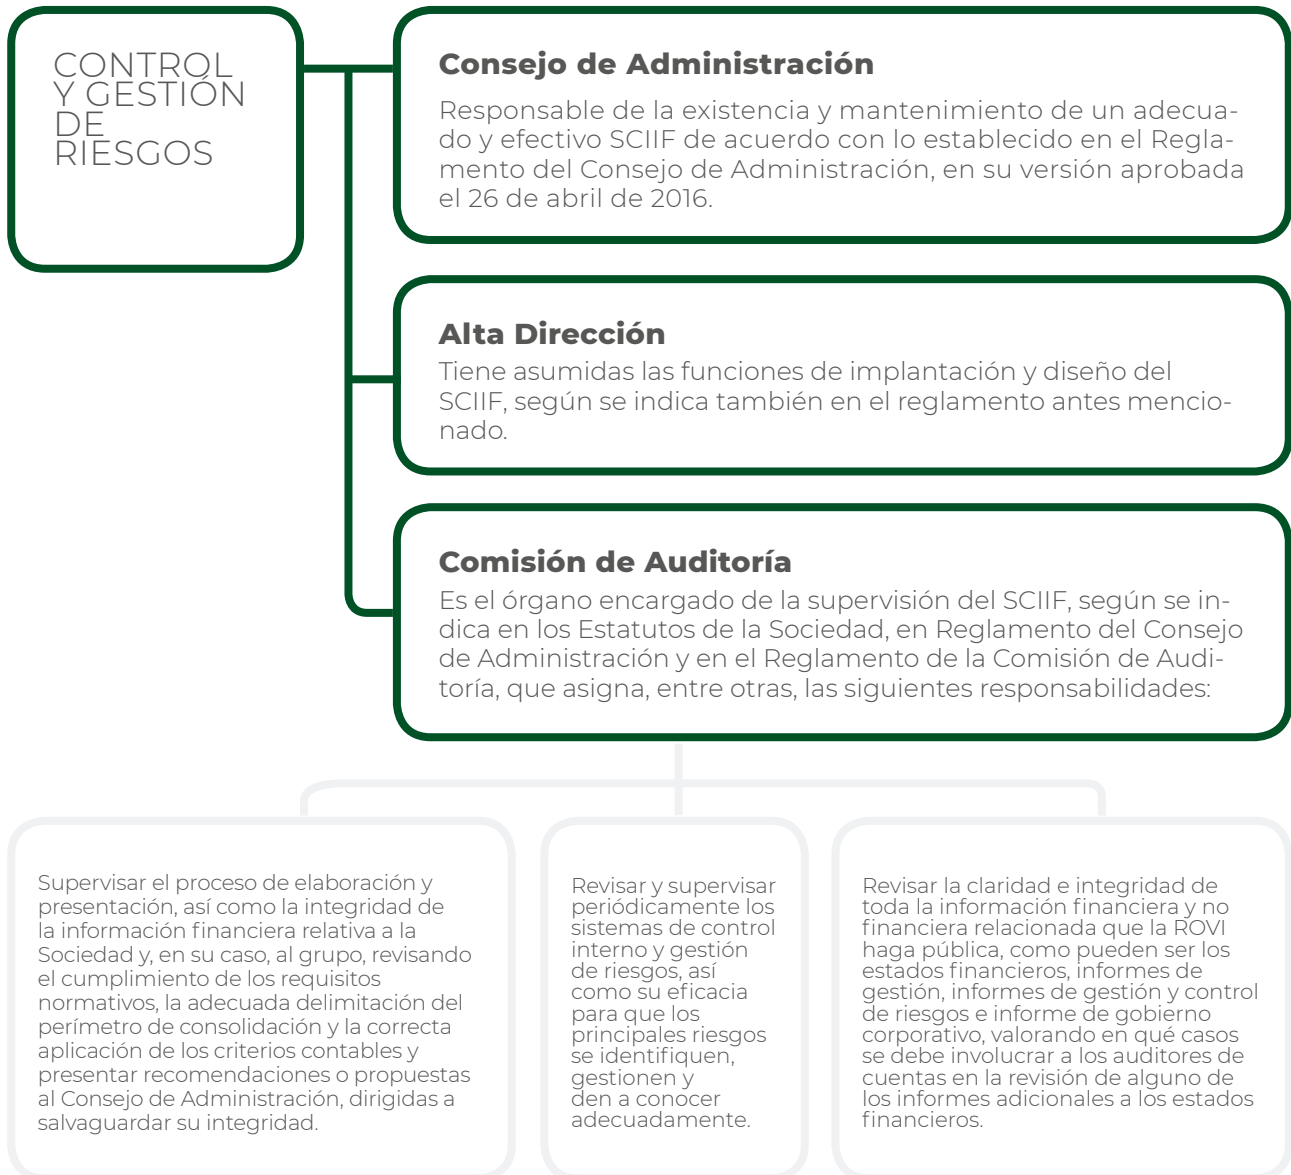 CONTROL
Y GESTIÓN
DE
RIESGOS
Consejo de Administración
Responsable de la existencia y mantenimiento de un adecua-
do y efectivo SCIIF de acuerdo con lo establecido en el Regla-
mento del Consejo de Administración, en su versión aprobada
el 26 de abril de 2016.
Alta Dirección
Tiene asumidas las funciones de implantación y diseño del
SCIIF, según se indica también en el reglamento antes mencio-
nado.
Comisión de Auditoría
Es el órgano encargado de la supervisión del SCIIF, según se in-
dica en los Estatutos de la Sociedad, en Reglamento del Consejo
de Administración y en el Reglamento de la Comisión de Audi-
toría, que asigna, entre otras, las siguientes responsabilidades:
Supervisar el proceso de elaboración y
presentación, así como la integridad de
la información financiera relativa a la
Sociedad y, en su caso, al grupo, revisando
el cumplimiento de los requisitos
normativos, la adecuada delimitación del
perímetro de consolidación y la correcta
aplicación de los criterios contables y
presentar recomendaciones o propuestas
al Consejo de Administración, dirigidas a
salvaguardar su integridad.
Revisar y supervisar
periódicamente los
sistemas de control
interno y gestión
de riesgos, así
como su eficacia
para que los
principales riesgos
se identifiquen,
gestionen y
den a conocer
adecuadamente.
Revisar la claridad e integridad de
toda la información financiera y no
financiera relacionada que la ROVI
haga pública, como pueden ser los
estados financieros, informes de
gestión, informes de gestión y control
de riesgos e informe de gobierno
corporativo, valorando en qué casos
se debe involucrar a los auditores de
cuentas en la revisión de alguno de
los informes adicionales a los estados
financieros.